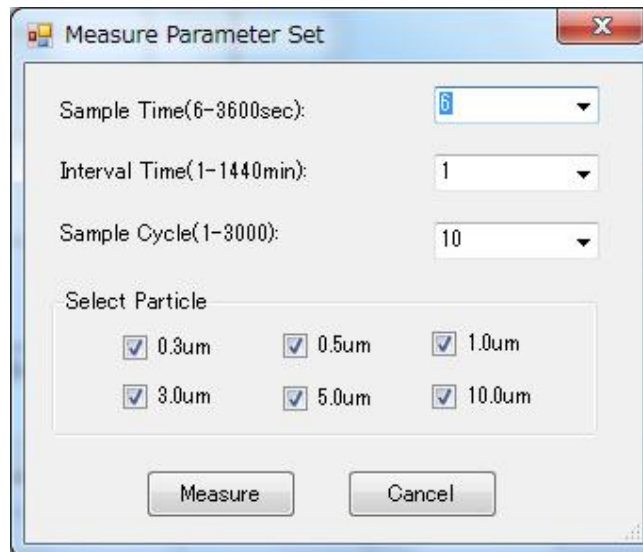 Measure Parameter Set
Sample Time(6-3600sec): 6
Interval Time(1-1440min): 1
Sample Cycle(1-3000): 10
Select Particle
0.3um 0.5um 1.0um
3.0um 5.0um 10.0um
Measure Cancel